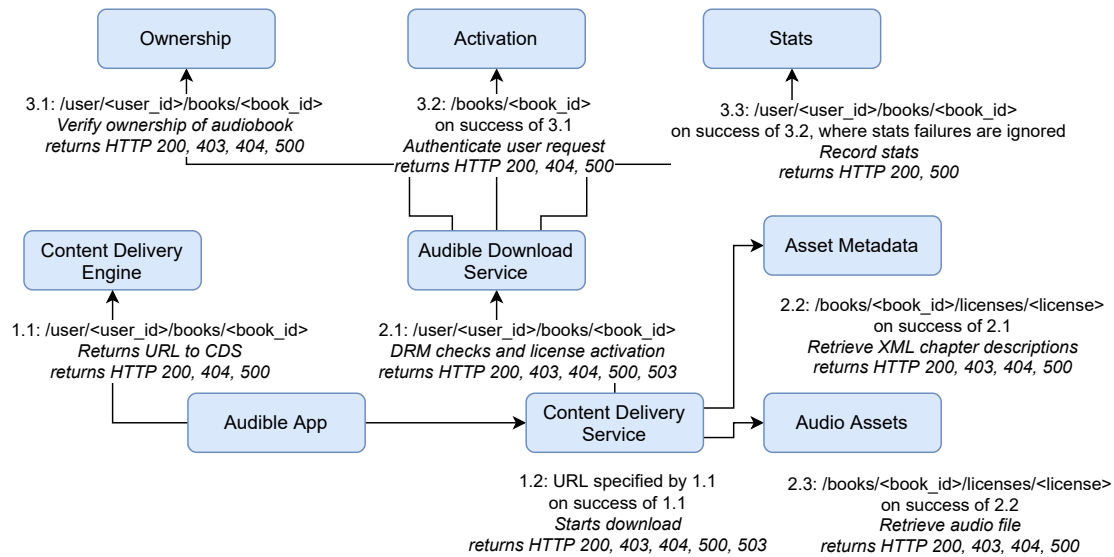 Ownership
Activation
Stats
3.1: /user/<user_id>/books/<book_id>
Verify ownership of audiobook
returns HTTP 200, 403, 404, 500
3.2: /books/<book_id>
on success of 3.1
Authenticate user request
returns HTTP 200, 404, 500
3.3: /user/<user_id>/books/<book_id>
on success of 3.2, where stats failures are ignored
Record stats
returns HTTP 200, 500
Content Delivery
Engine
Audible Download
Service
Asset Metadata
1.1: /user/<user_id>/books/<book_id>
Returns URL to CDS
returns HTTP 200, 404, 500
2.1: /user/<user_id>/books/<book_id>
DRM checks and license activation
returns HTTP 200, 403, 404, 500, 503
2.2: /books/<book_id>/licenses/<license>
on success of 2.1
Retrieve XML chapter descriptions
returns HTTP 200, 403, 404, 500
Audible App
Content Delivery
Service
Audio Assets
1.2: URL specified by 1.1
on success of 1.1
Starts download
returns HTTP 200, 403, 404, 500, 503
2.3: /books/<book_id>/licenses/<license>
on success of 2.2
Retrieve audio file
returns HTTP 200, 403, 404, 500